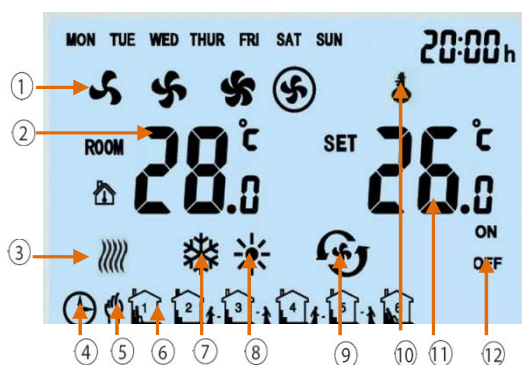 MON TUE WED THUR FRI SAT SUN 20:00 h
①
② ROOM 28.0 °C SET 26.0 °C
ON
③ OFF
1 2 3 4 5 6
④ ⑤ ⑥ ⑦ ⑧ ⑨ ⑩ ⑪ ⑫